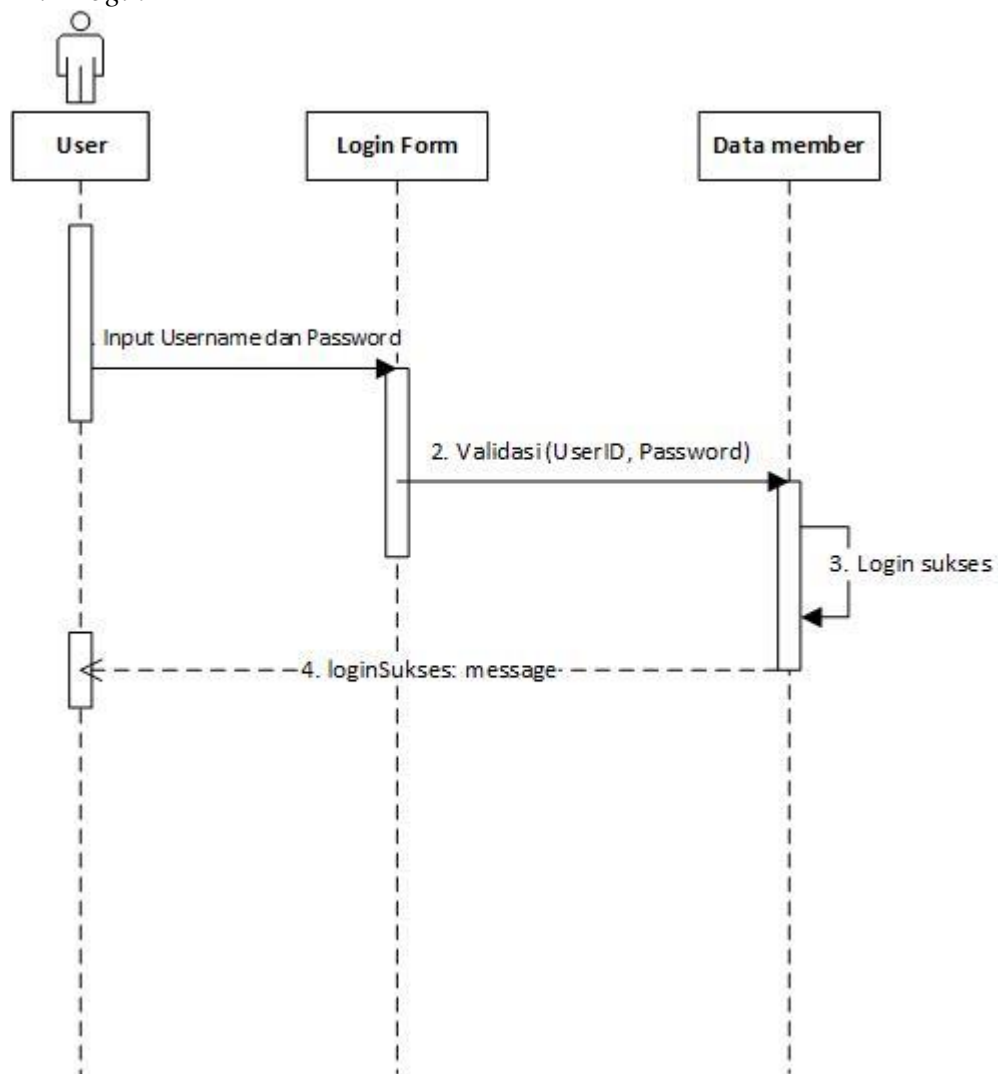 User
Login Form
Data member
. Input Username dan Password
2. Validasi (UserID, Password)
3. Login sukses
4. loginSukses: message